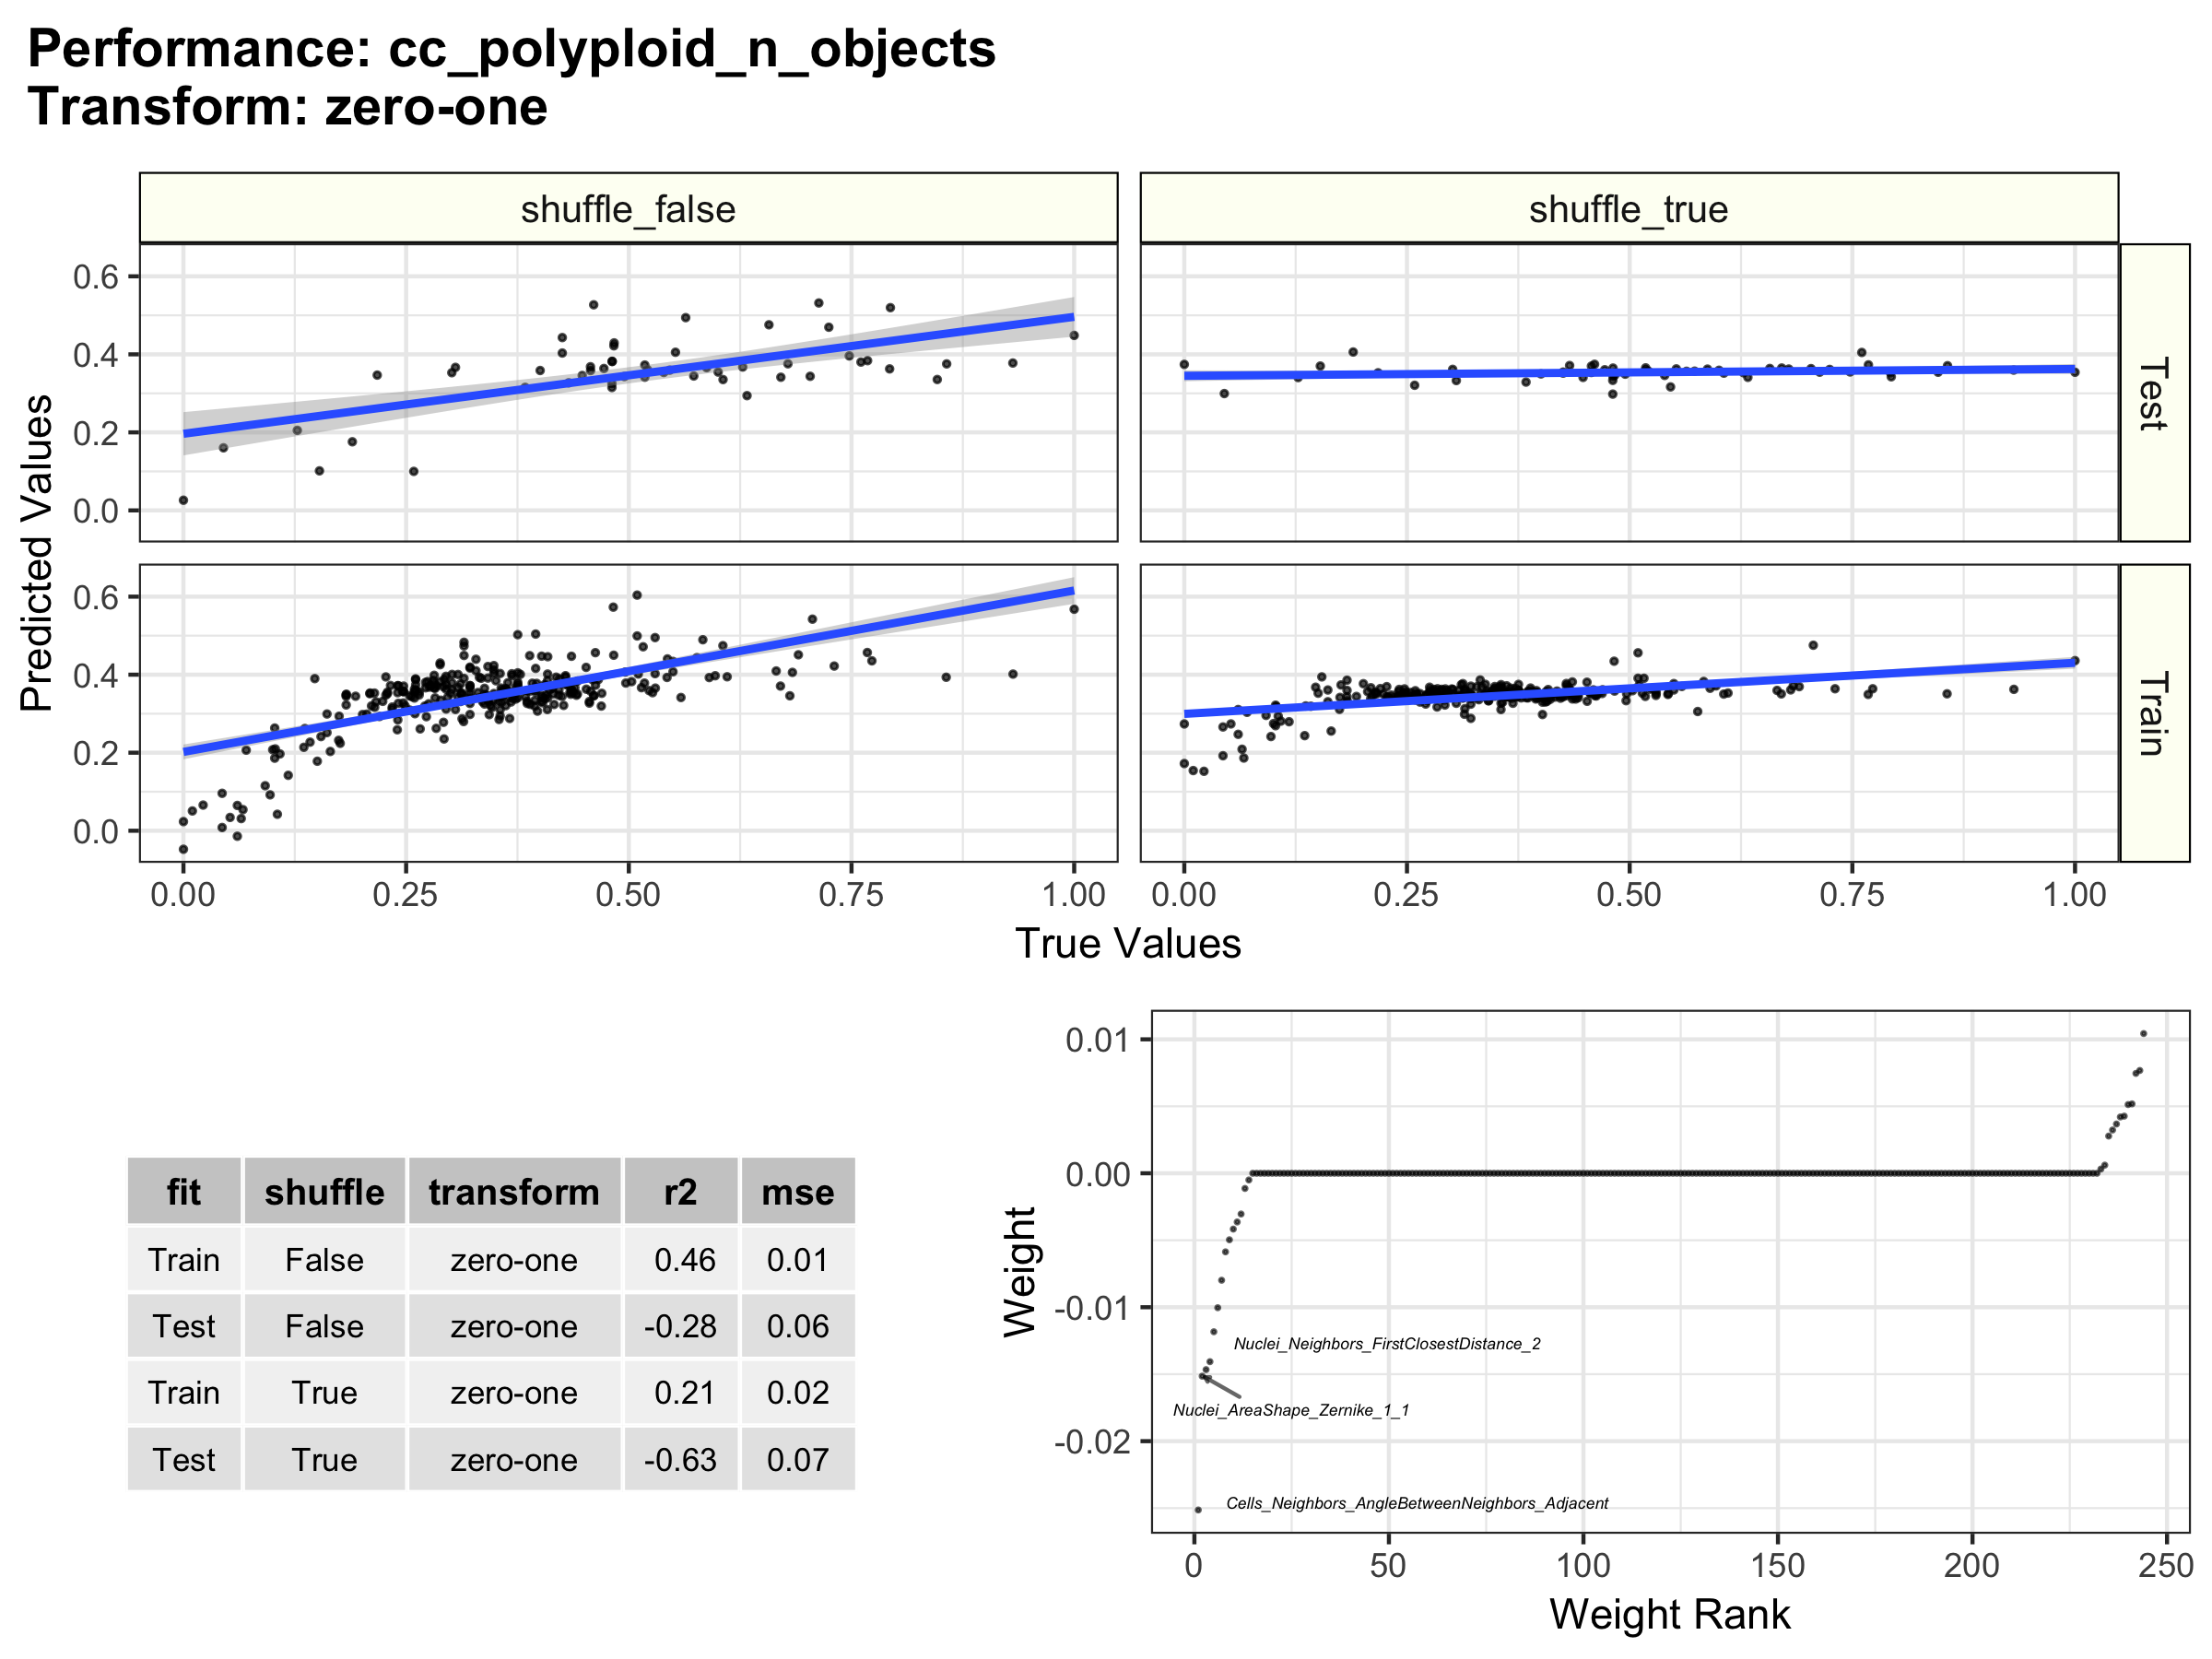 Performance: cc_polyploid_n_objects
Transform: zero-one
shuffle_false
shuffle_true
0.6
0.4
0.2
0.0
Test
0.6
0.4
0.2
0.0
Train
Predicted Values
0.00 0.25 0.50 0.75 1.00
0.00 0.25 0.50 0.75 1.00
True Values
fit shuffle transform r2 mse
Train False zero-one 0.46 0.01
Test False zero-one -0.28 0.06
Train True zero-one 0.21 0.02
Test True zero-one -0.63 0.07
Weight
0.01
0.00
-0.01
-0.02
Nuclei_Neighbors_FirstClosestDistance_2
Nuclei_AreaShape_Zernike_1_1
Cells_Neighbors_AngleBetweenNeighbors_Adjacent
0 50 100 150 200 250
Weight Rank